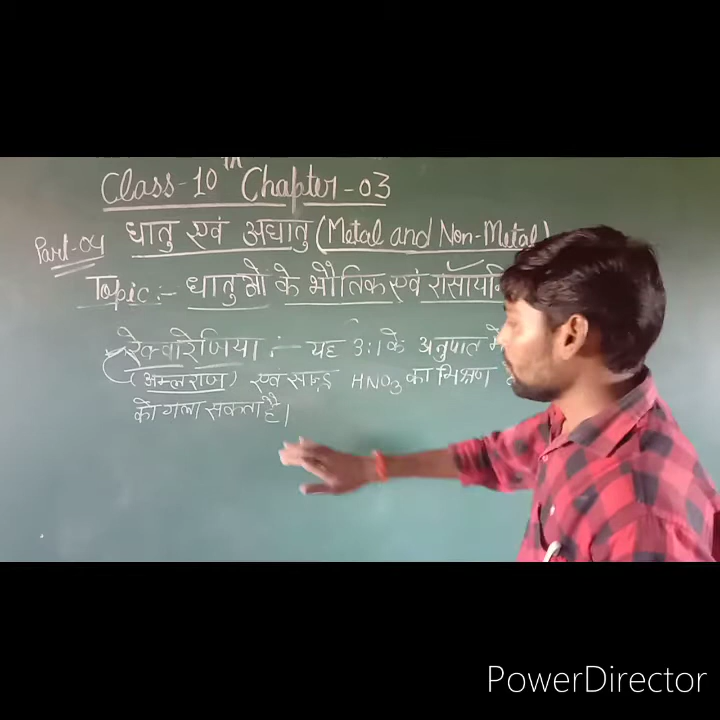 Class-10th Chapter-03
Part-04 धातु एवं अधातु (Metal and Non-Metal)
Topic:- धातुओं के भौतिक एवं रासायनि
रेक्वारेजिया :- यह 3:1 के अनुपात में
(अम्लराज) एवं सान्द्र HNO3 का मिश्रण
को गला सकता है।
PowerDirector